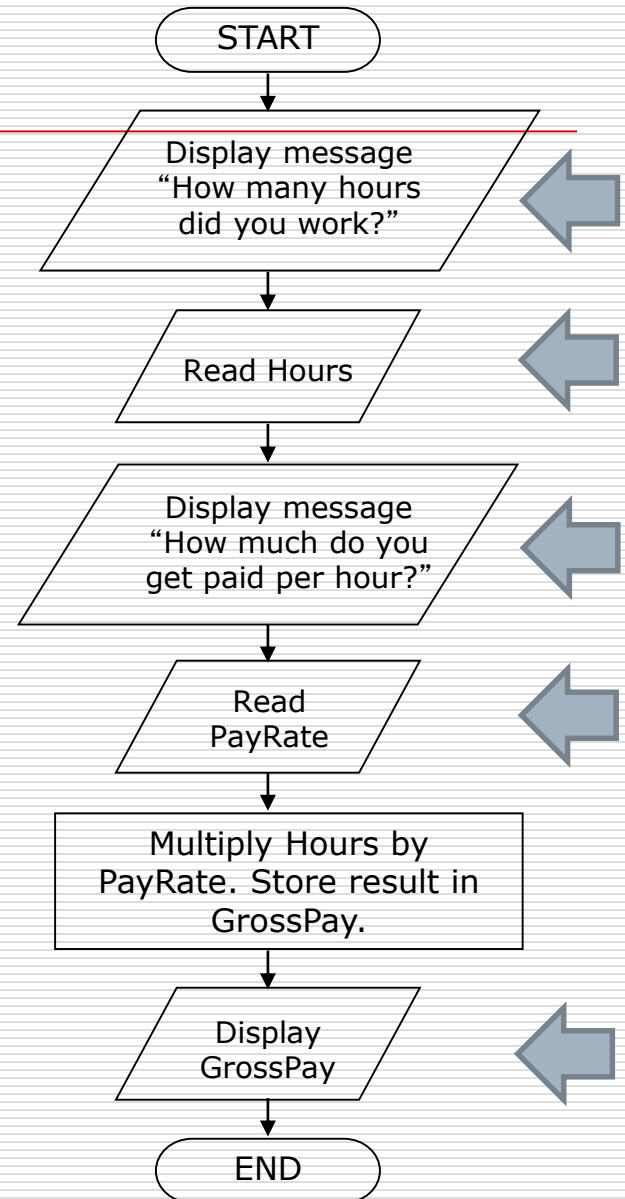 START
Display message
“How many hours
did you work?”
Read Hours
Display message
“How much do you
get paid per hour?”
Read
PayRate
Multiply Hours by
PayRate. Store result in
GrossPay.
Display
GrossPay
END